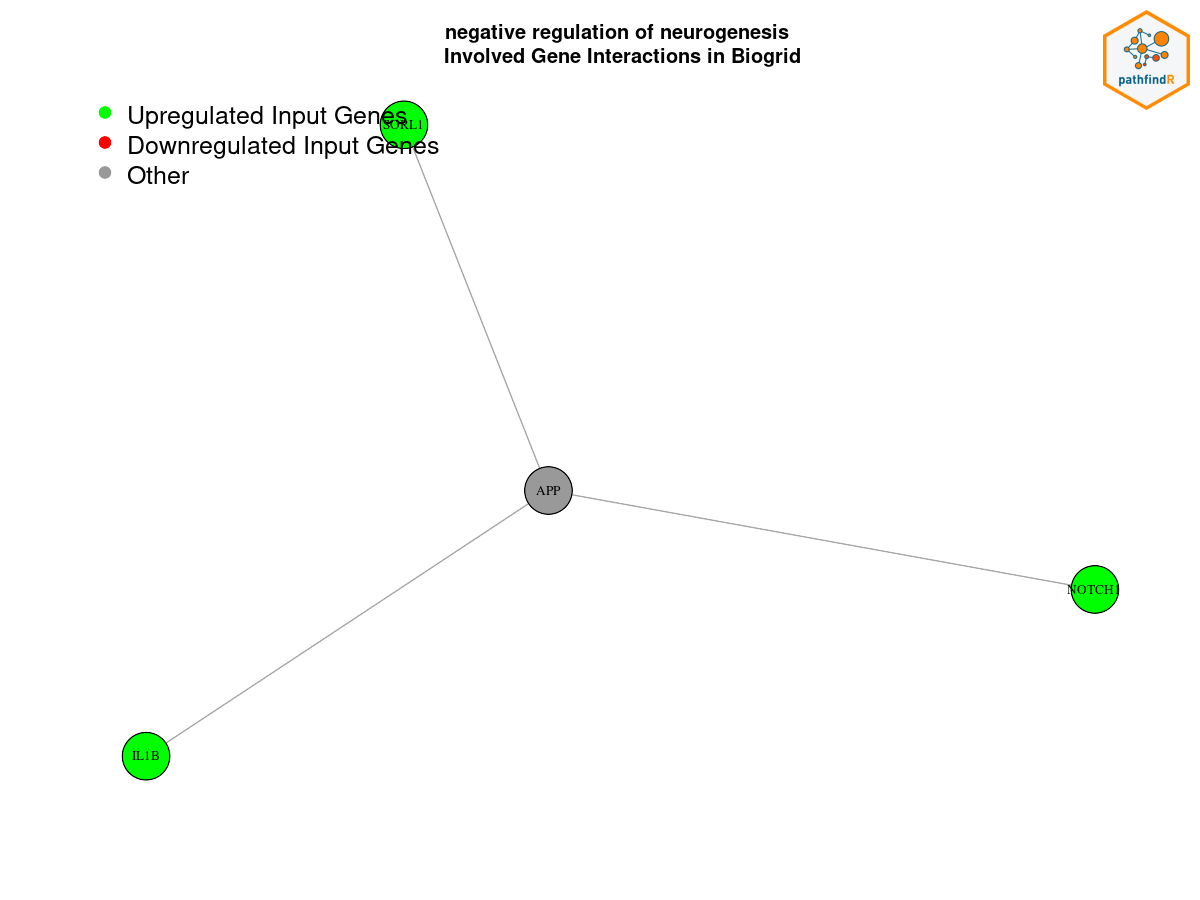 negative regulation of neurogenesis
Involved Gene Interactions in Biogrid
pathfindR
Upregulated Input Genes
Downregulated Input Genes
Other
SORL1
APP
NOTCH1
IL1B